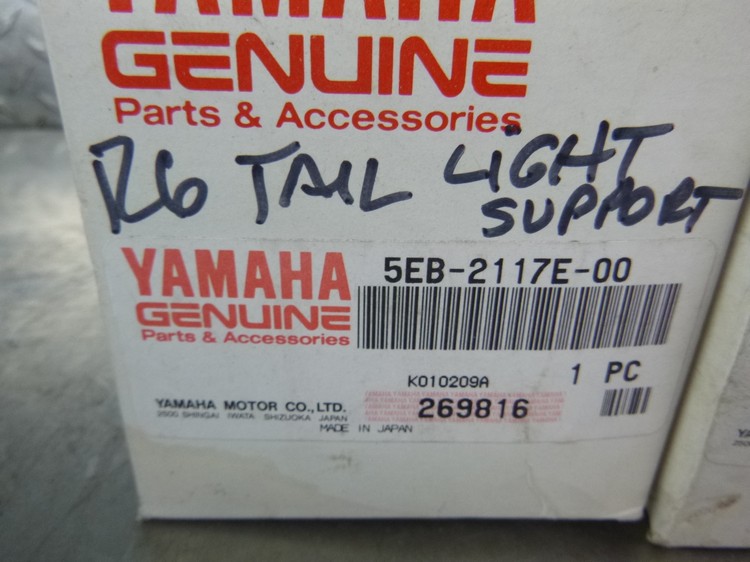 YAMAHA
GENUINE
Parts & Accessories
R6 TAIL LIGHT
SUPPORT
YAMAHA
GENUINE
Parts & Accessories
5EB-2117E-00
K010209A
1 PC
YAMAHA MOTOR CO.,LTD.
2500 SHINGAI IWATA SHIZUOKA JAPAN
269816
MADE IN JAPAN